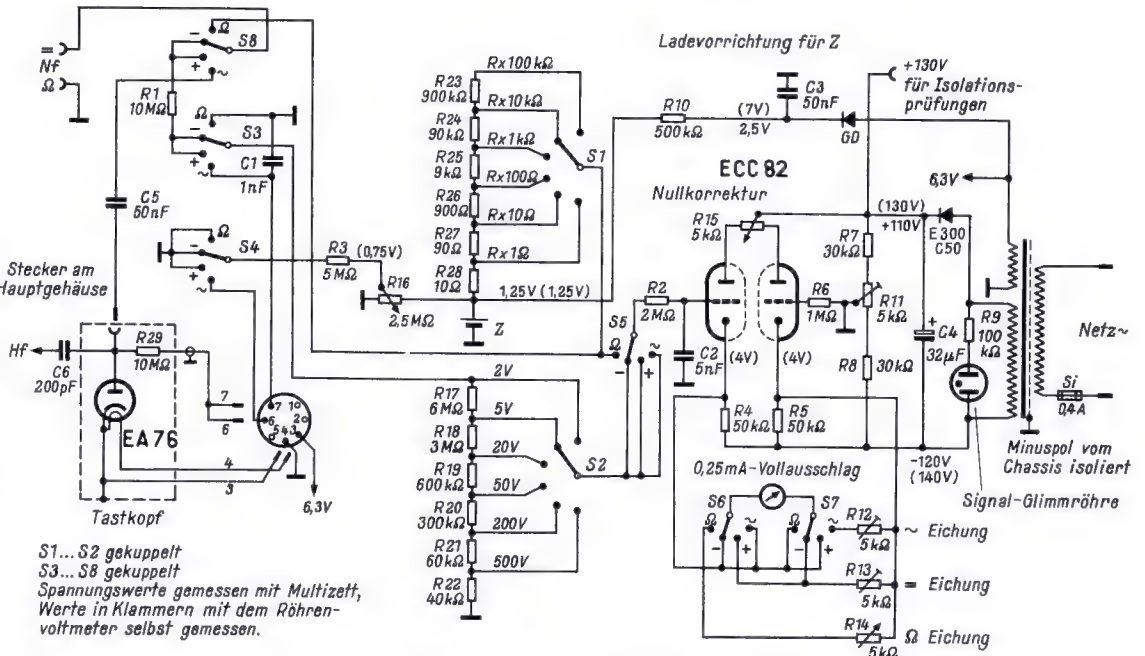 =
Nf
Ω
R1
10MΩ
Ω
-
+
~
S8
Ω
-
+
~
S3
C1
1nF
C5
50nF
Ω
-
+
~
S4
R3
5MΩ
(0,75V)
R16
2,5MΩ
Stecker am
Hauptgehäuse
Hf
C6
200pF
R29
10MΩ
EA76
Tastkopf
7
6
4
3
7
1
6
2
5
4
3
6,3V
R23
900kΩ
R24
90kΩ
R25
9kΩ
R26
900Ω
R27
90Ω
R28
10Ω
Rx100kΩ
Rx10kΩ
Rx1kΩ
Rx100Ω
Rx10Ω
Rx1Ω
S1
1,25V (1,25V)
Z
2V
R17
6MΩ
5V
R18
3MΩ
20V
R19
600kΩ
50V
R20
300kΩ
200V
R21
60kΩ
500V
R22
40kΩ
S2
Ladevorrichtung für Z
C3
50nF
R10
500kΩ
(7V)
2,5V
GD
+130V
für Isolations-
prüfungen
ECC 82
Nullkorrektur
R15
5kΩ
6,3V
(130V)
+110V
E300
C50
R7
30kΩ
R2
2MΩ
S5
Ω
-
+
~
C2
5nF
R6
1MΩ
R11
5kΩ
(4V)
(4V)
R8
30kΩ
C4
32µF
+
R9
100
kΩ
Netz~
Si
0,4A
R4
50kΩ
R5
50kΩ
-120V
(140V)
Minuspol vom
Chassis isoliert
Signal-Glimmröhre
0,25mA-Vollausschlag
S6
S7
Ω
-
+
~
Ω
-
+
~
R12
5kΩ
~ Eichung
R13
5kΩ
= Eichung
R14
5kΩ
Ω Eichung
S1...S2 gekuppelt
S3...S8 gekuppelt
Spannungswerte gemessen mit Multizett,
Werte in Klammern mit dem Röhren-
voltmeter selbst gemessen.